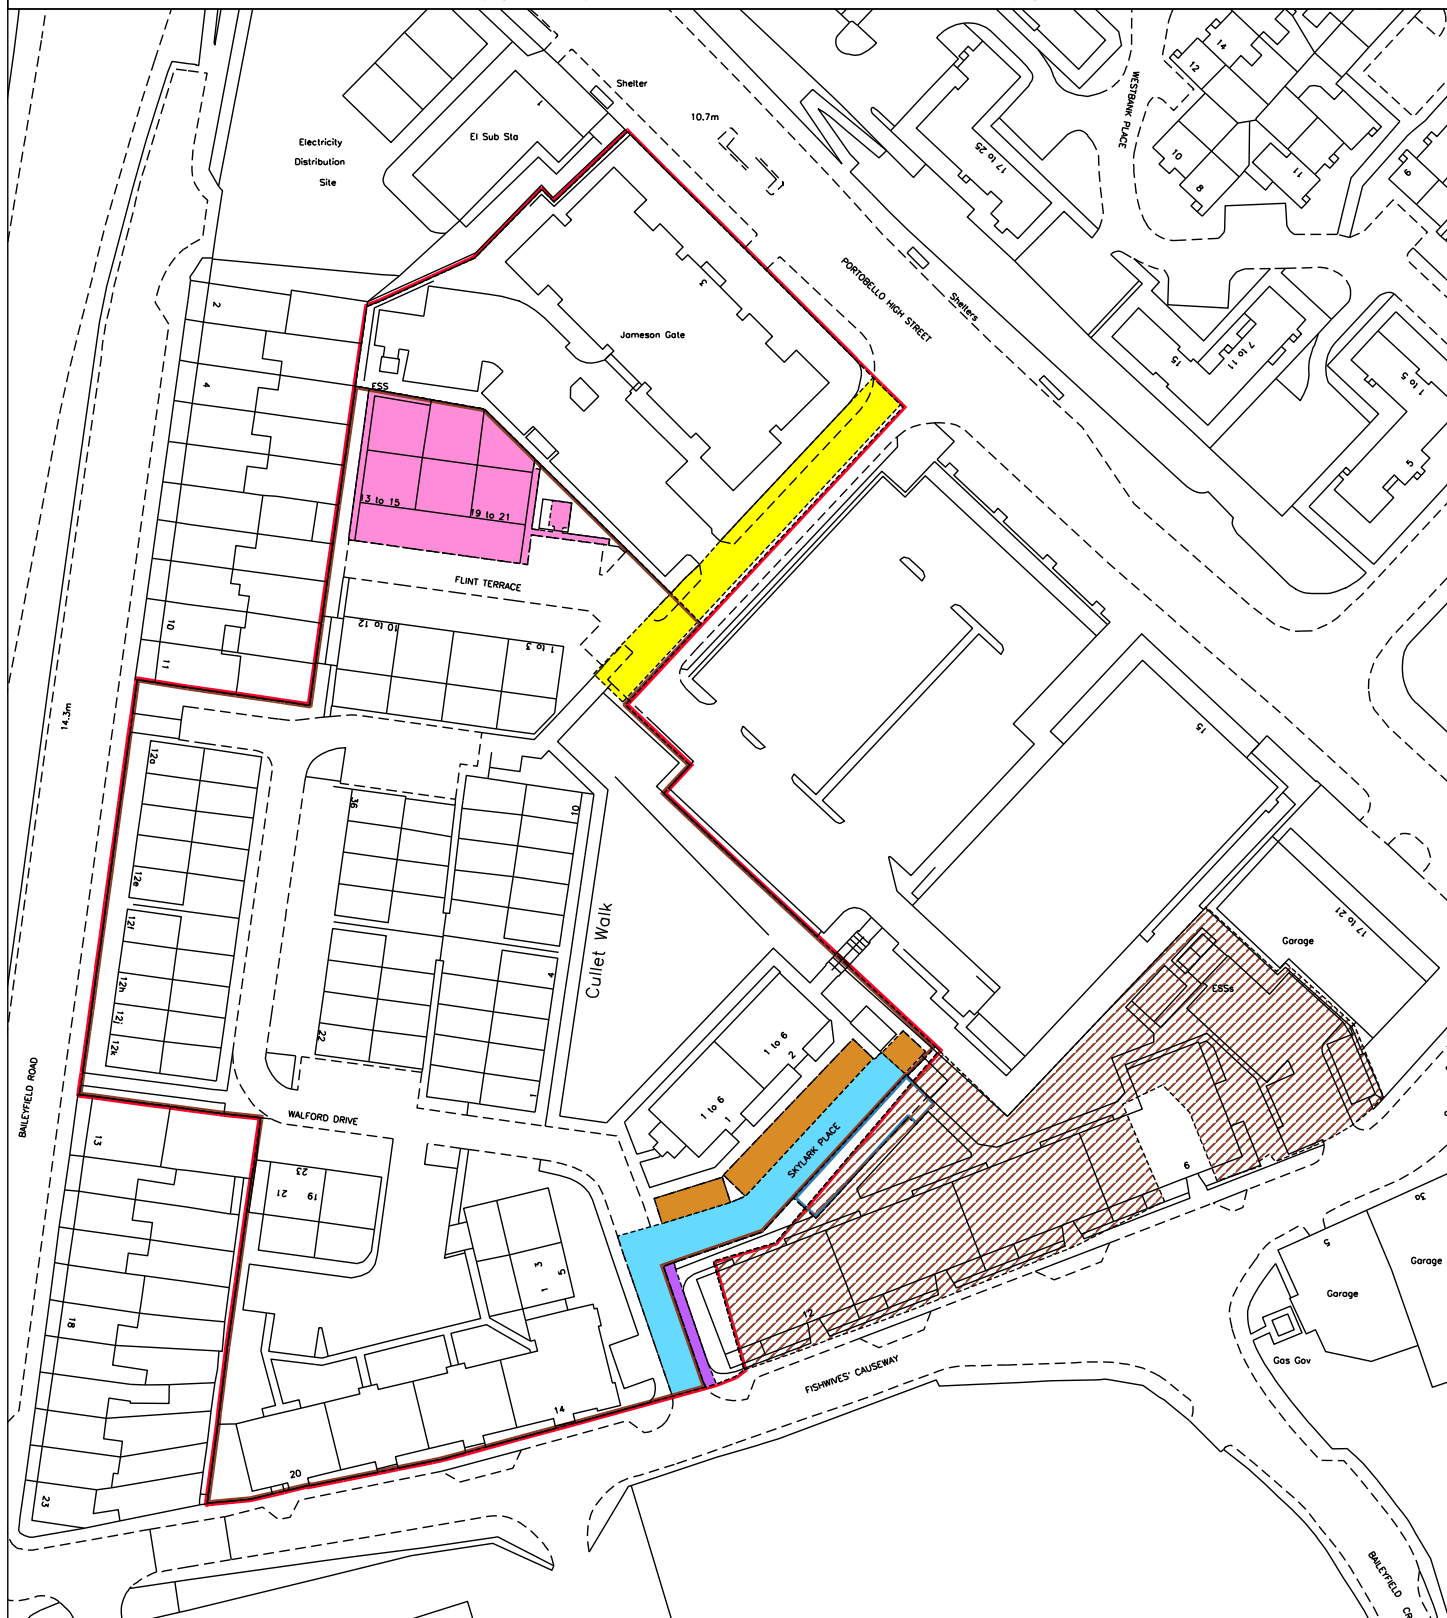 Shelter
10.7m
El Sub Sta
1
Electricity
Distribution
Site
WESTBANK PLACE
14
12
10
8
11
9
17 to 25
PORTOBELLO HIGH STREET
Shelters
15
7 to 11
1 to 5
5
2
4
3
Jameson Gate
ESS
13 to 15
19 to 21
FLINT TERRACE
10 to 12
1 to 3
10
11
14.3m
12a
12e
12f
12h
12j
12k
36
22
10
4
1
Cullet Walk
15
17 to 21
Garage
ESSs
1 to 6
2
1 to 6
1
SKYLARK PLACE
BAILEYFIELD ROAD
WALFORD DRIVE
13
23
21
19
18
23
3
1
5
14
20
12
6
FISHWIVES' CAUSEWAY
3a
5
Garage
Garage
Gas Gov
BAILEYFIELD CR